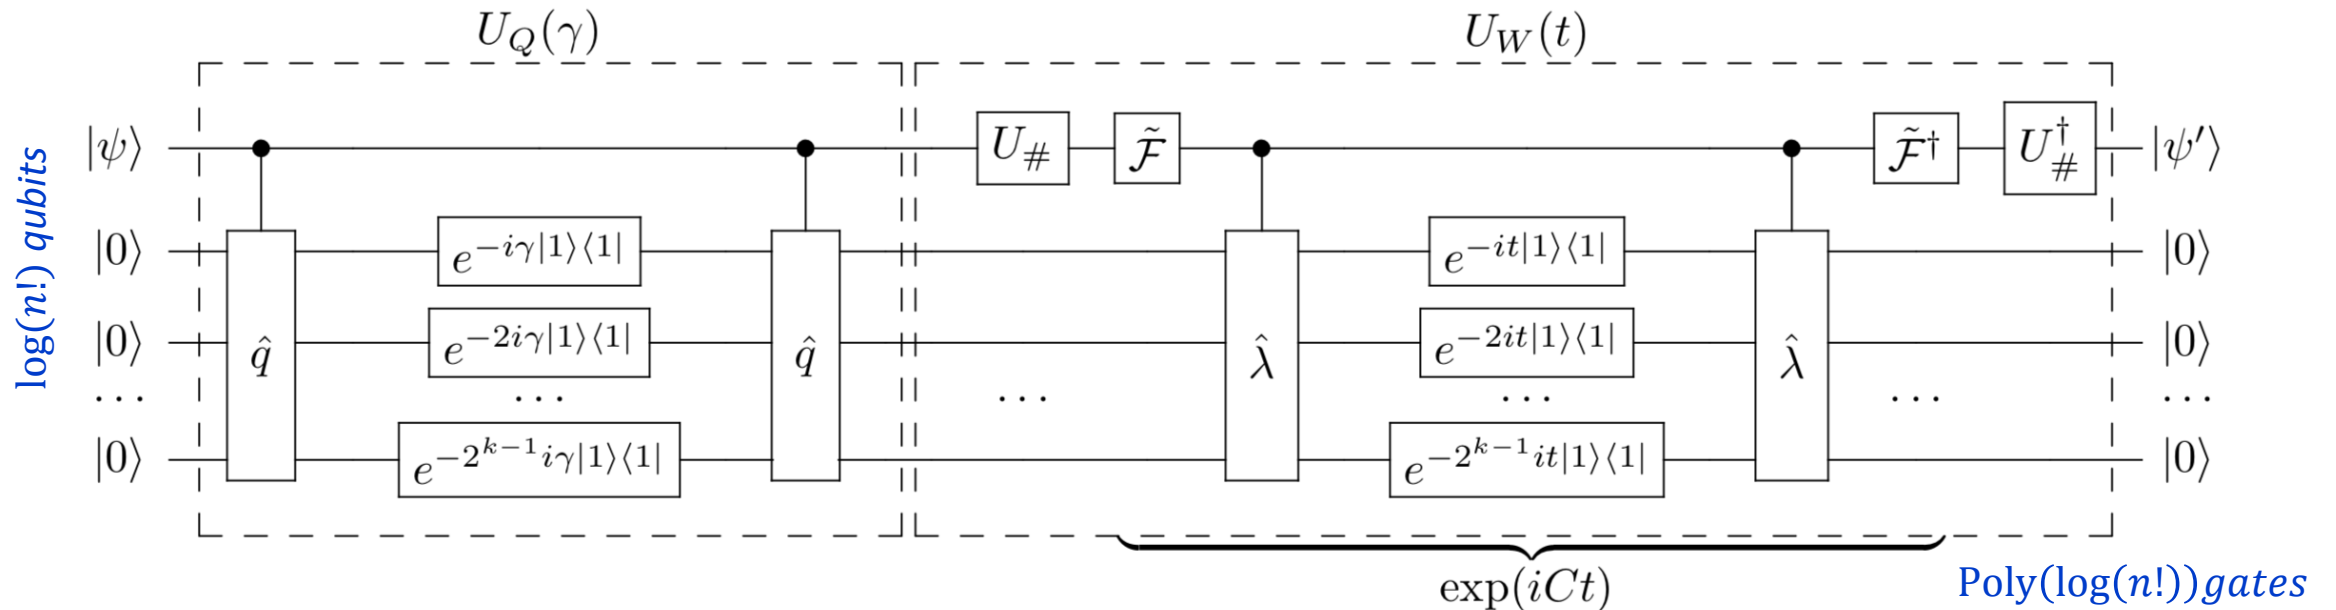 U_Q(γ) U_W(t)
|ψ⟩ U_# F̃ F̃† U_#† |ψ′⟩
|0⟩ e^{-iγ|1⟩⟨1|} e^{-it|1⟩⟨1|} |0⟩
|0⟩ q̂ e^{-2iγ|1⟩⟨1|} q̂ λ̂ e^{-2it|1⟩⟨1|} λ̂ |0⟩
... ... ... ... ... ...
|0⟩ e^{-2^{k-1}iγ|1⟩⟨1|} e^{-2^{k-1}it|1⟩⟨1|} |0⟩
log(n!) qubits
exp(iCt)
Poly(log(n!))gates